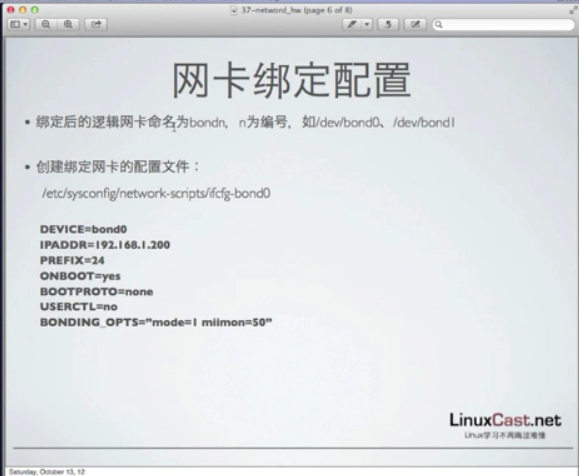 37-netword_hw (page 6 of 8)
网卡绑定配置
• 绑定后的逻辑网卡命名为bondn, n为编号, 如/dev/bond0、/dev/bond1
• 创建绑定网卡的配置文件：
/etc/sysconfig/network-scripts/ifcfg-bond0
DEVICE=bond0
IPADDR=192.168.1.200
PREFIX=24
ONBOOT=yes
BOOTPROTO=none
USERCTL=no
BONDING_OPTS="mode=1 miimon=50"
LinuxCast.net
Linux学习不再晦涩难懂
Saturday, October 13, 12